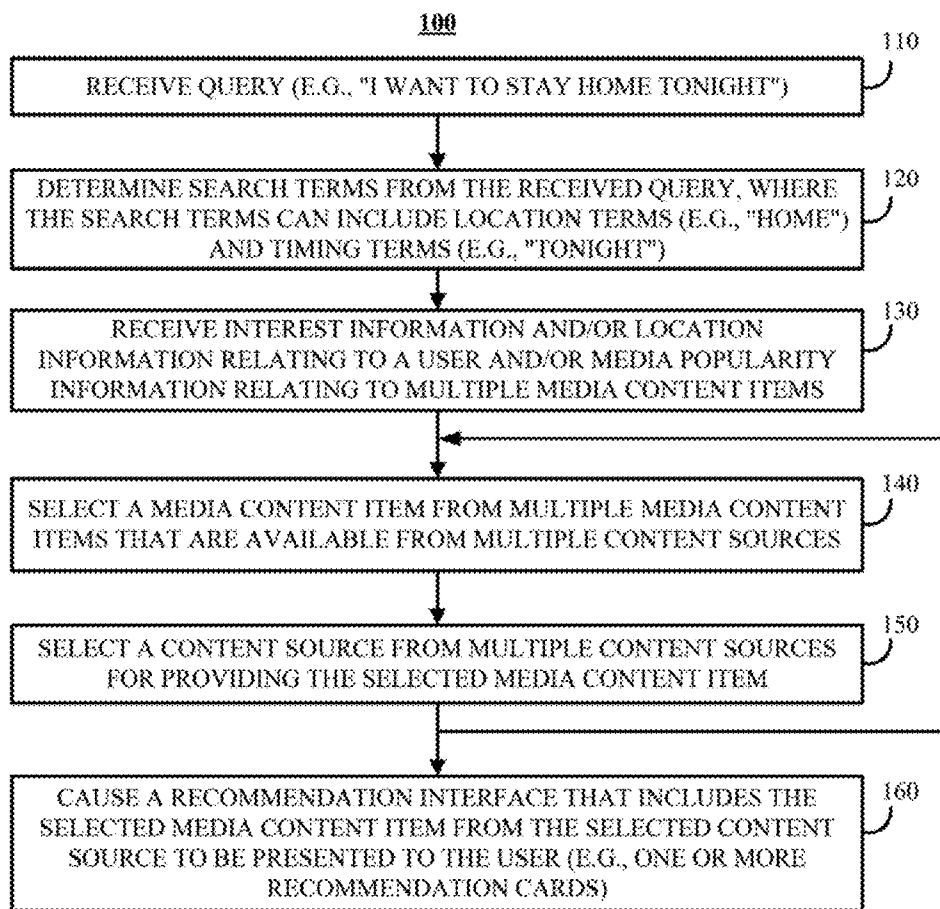 100
110
RECEIVE QUERY (E.G., "I WANT TO STAY HOME TONIGHT")
120
DETERMINE SEARCH TERMS FROM THE RECEIVED QUERY, WHERE
THE SEARCH TERMS CAN INCLUDE LOCATION TERMS (E.G., "HOME")
AND TIMING TERMS (E.G., "TONIGHT")
130
RECEIVE INTEREST INFORMATION AND/OR LOCATION
INFORMATION RELATING TO A USER AND/OR MEDIA POPULARITY
INFORMATION RELATING TO MULTIPLE MEDIA CONTENT ITEMS
140
SELECT A MEDIA CONTENT ITEM FROM MULTIPLE MEDIA CONTENT
ITEMS THAT ARE AVAILABLE FROM MULTIPLE CONTENT SOURCES
150
SELECT A CONTENT SOURCE FROM MULTIPLE CONTENT SOURCES
FOR PROVIDING THE SELECTED MEDIA CONTENT ITEM
160
CAUSE A RECOMMENDATION INTERFACE THAT INCLUDES THE
SELECTED MEDIA CONTENT ITEM FROM THE SELECTED CONTENT
SOURCE TO BE PRESENTED TO THE USER (E.G., ONE OR MORE
RECOMMENDATION CARDS)